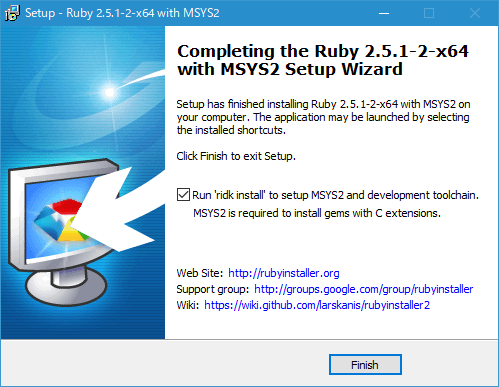 Setup - Ruby 2.5.1-2-x64 with MSYS2
Completing the Ruby 2.5.1-2-x64
with MSYS2 Setup Wizard
Setup has finished installing Ruby 2.5.1-2-x64 with MSYS2 on
your computer. The application may be launched by selecting
the installed shortcuts.
Click Finish to exit Setup.
Run 'ridk install' to setup MSYS2 and development toolchain.
MSYS2 is required to install gems with C extensions.
Web Site: http://rubyinstaller.org
Support group: http://groups.google.com/group/rubyinstaller
Wiki: https://wiki.github.com/larskanis/rubyinstaller2
Finish